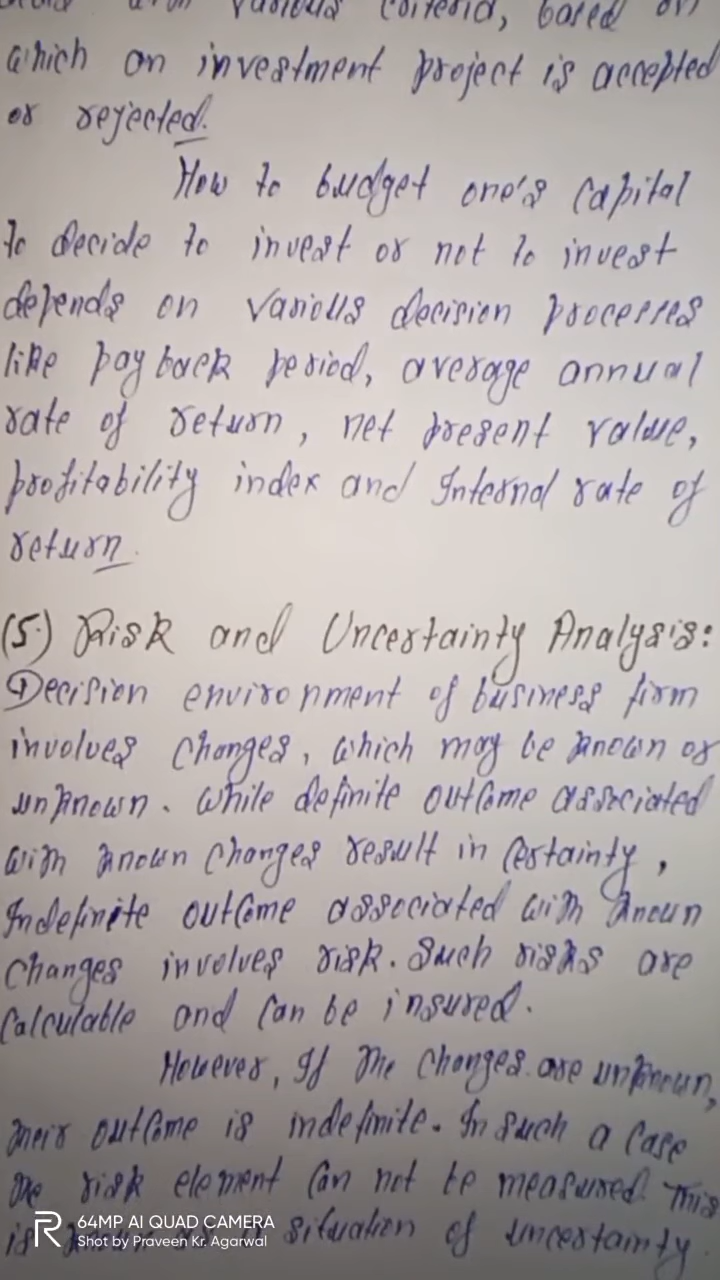 various criteria, based on
which an investment project is accepted
or rejected.
How to budget one's capital
to decide to invest or not to invest
depends on various decision processes
like pay back period, average annual
rate of return, net present value,
profitability index and Internal rate of
return.
(5.) Risk and Uncertainty Analysis:
Decision environment of business firm
involves changes, which may be known or
unknown. While definite outcome associated
with known changes result in certainty,
Indefinite outcome associated with known
changes involves risk. Such risks are
calculable and can be insured.
However, If the changes are unknown,
their outcome is indefinite. In such a case
the risk element can not be measured. This
is known situation of uncertainty.
64MP AI QUAD CAMERA
Shot by Praveen Kr. Agarwal